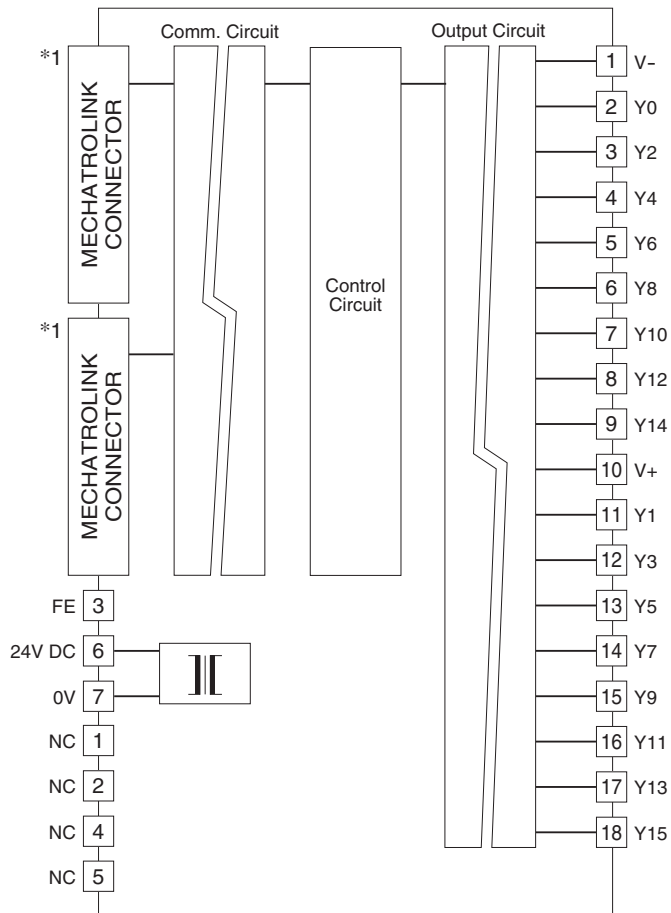 Comm. Circuit
Output Circuit
*1
MECHATROLINK
CONNECTOR
*1
MECHATROLINK
CONNECTOR
Control
Circuit
1 V-
2 Y0
3 Y2
4 Y4
5 Y6
6 Y8
7 Y10
8 Y12
9 Y14
10 V+
11 Y1
12 Y3
13 Y5
14 Y7
15 Y9
16 Y11
17 Y13
18 Y15
FE 3
24V DC 6
0V 7
NC 1
NC 2
NC 4
NC 5